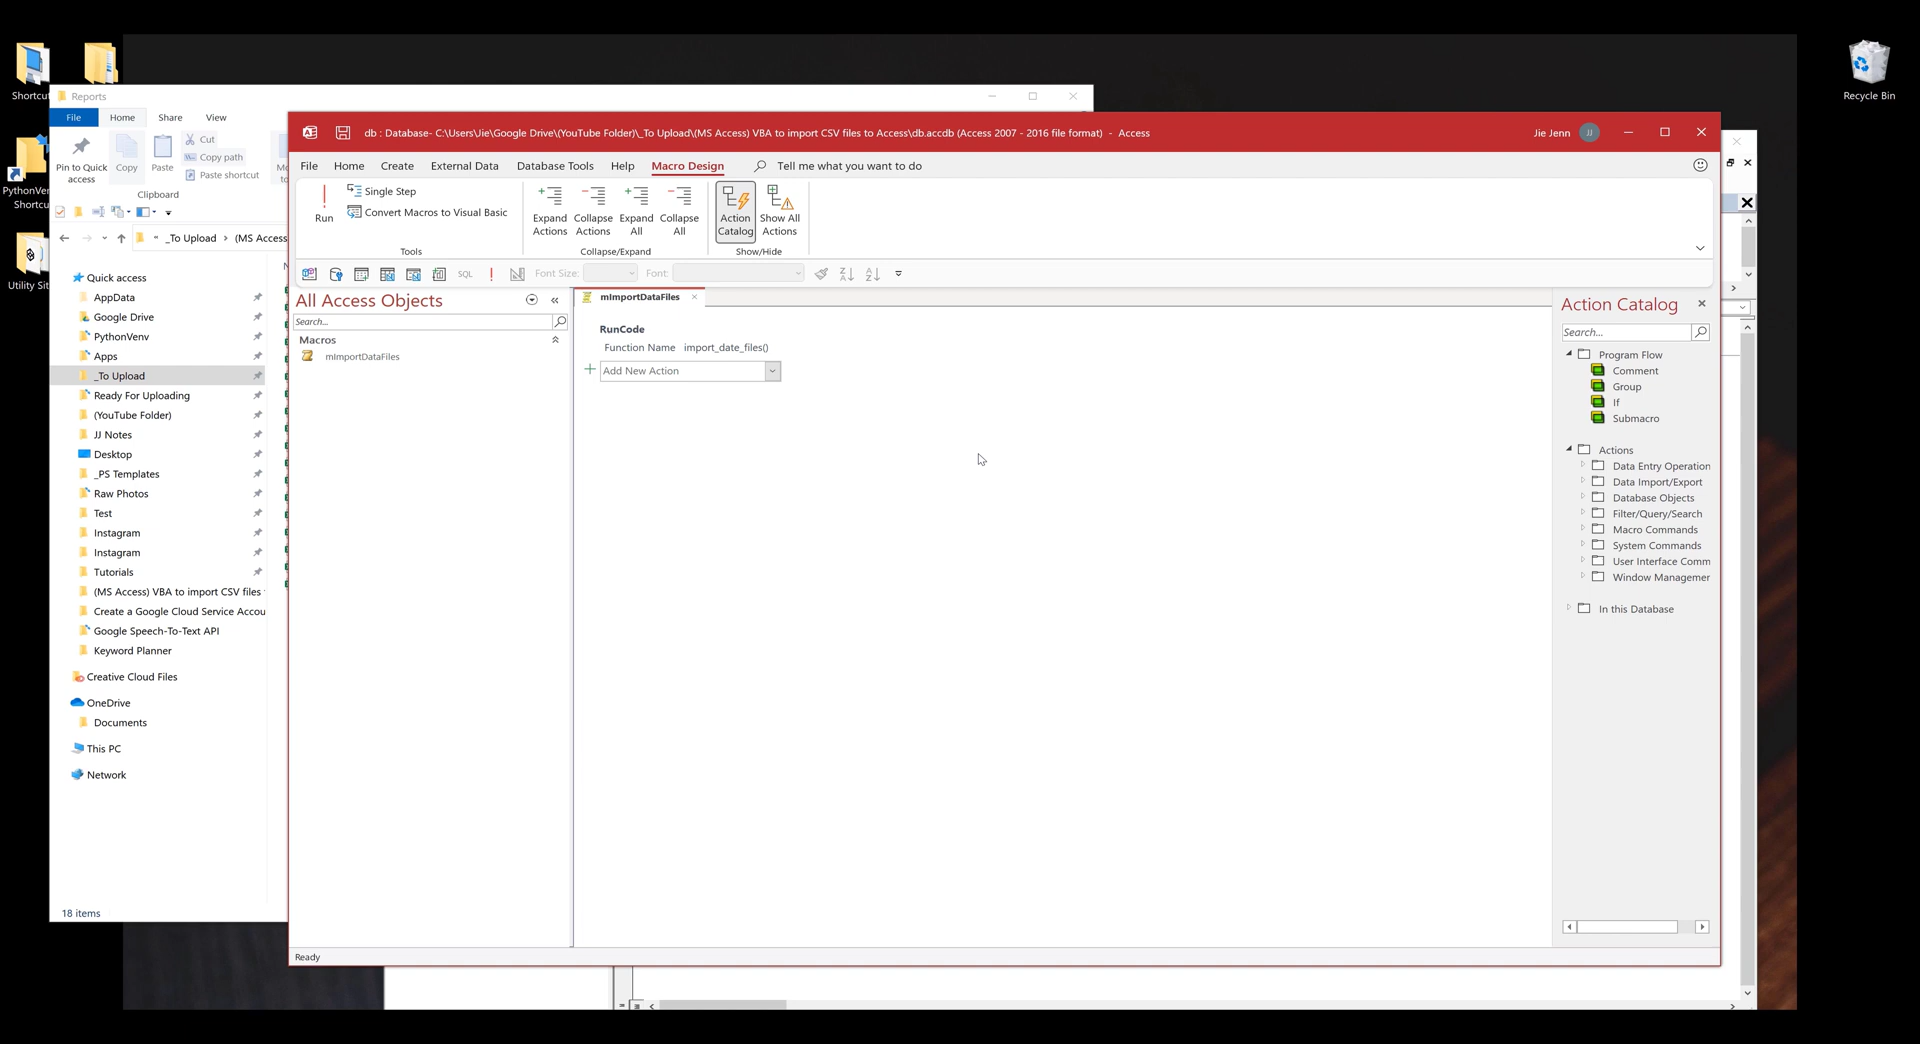 Shortcu
PythonVen
Shortcu
Utility Sit
Recycle Bin
Reports
File
Home
Share
View
Pin to Quick
access
Copy
Paste
Cut
Copy path
Paste shortcut
Mo
to
Clipboard
« _To Upload > (MS Access
Quick access
AppData
Google Drive
PythonVenv
Apps
_To Upload
Ready For Uploading
(YouTube Folder)
JJ Notes
Desktop
_PS Templates
Raw Photos
Test
Instagram
Instagram
Tutorials
(MS Access) VBA to import CSV files
Create a Google Cloud Service Accou
Google Speech-To-Text API
Keyword Planner
Creative Cloud Files
OneDrive
Documents
This PC
Network
18 items
db : Database- C:\Users\Jie\Google Drive\(YouTube Folder)\_To Upload\(MS Access) VBA to import CSV files to Access\db.accdb (Access 2007 - 2016 file format) - Access
Jie Jenn
JJ
File
Home
Create
External Data
Database Tools
Help
Macro Design
Tell me what you want to do
Run
Single Step
Convert Macros to Visual Basic
Tools
Expand
Actions
Collapse
Actions
Expand
All
Collapse
All
Collapse/Expand
Action
Catalog
Show All
Actions
Show/Hide
SQL
Font Size:
Font:
All Access Objects
Search...
Macros
mImportDataFiles
mImportDataFiles
RunCode
Function Name import_date_files()
Add New Action
Action Catalog
Search...
Program Flow
Comment
Group
If
Submacro
Actions
Data Entry Operation
Data Import/Export
Database Objects
Filter/Query/Search
Macro Commands
System Commands
User Interface Comm
Window Managemer
In this Database
Ready